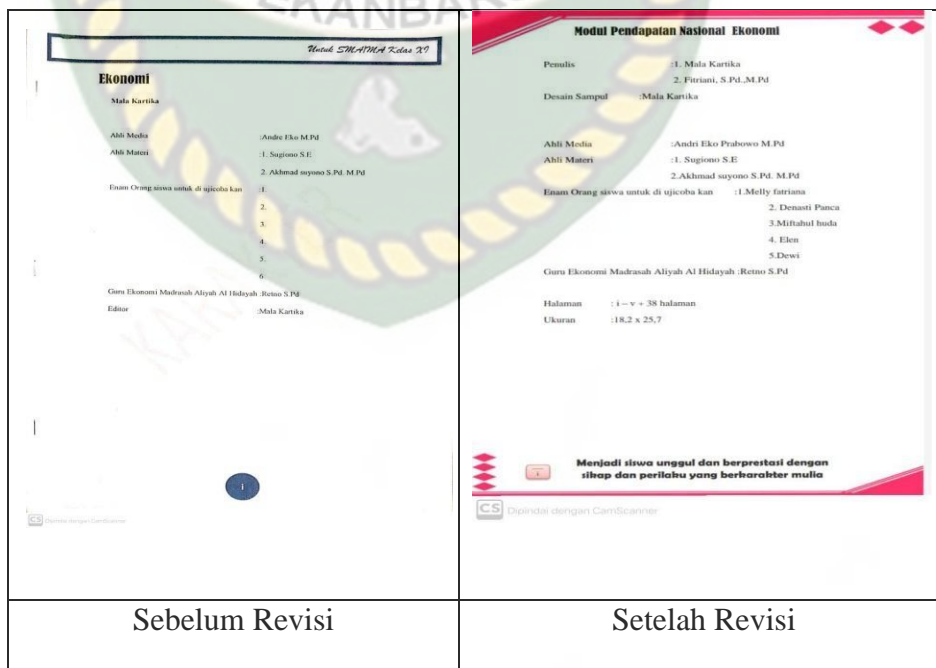 EKANBA
Untuk SMA/MA Kelas XI
Ekonomi
Mala Kartika
Ahli Media :Andre Eko M.Pd
Ahli Materi :1. Sugiono S.E
2. Akhmad suyono S.Pd. M.Pd
Enam Orang siswa untuk di ujicoba kan :1.
2.
3.
4.
5.
6.
Guru Ekonomi Madrasah Aliyah Al Hidayah :Retno S.Pd
Editor :Mala Kartika
i
CS Dipindai dengan CamScanner
Modul Pendapatan Nasional Ekonomi
Penulis :1. Mala Kartika
2. Fitriani, S.Pd.,M.Pd
Desain Sampul :Mala Kartika
Ahli Media :Andri Eko Prabowo M.Pd
Ahli Materi :1. Sugiono S.E
2.Akhmad suyono S.Pd. M.Pd
Enam Orang siswa untuk di ujicoba kan :1.Melly fatriana
2. Denasti Panca
3.Miftahul huda
4. Elen
5.Dewi
Guru Ekonomi Madrasah Aliyah Al Hidayah :Retno S.Pd
Halaman : i – v + 38 halaman
Ukuran :18,2 x 25,7
i
Menjadi siswa unggul dan berprestasi dengan
sikap dan perilaku yang berkarakter mulia
CS Dipindai dengan CamScanner
Sebelum Revisi
Setelah Revisi